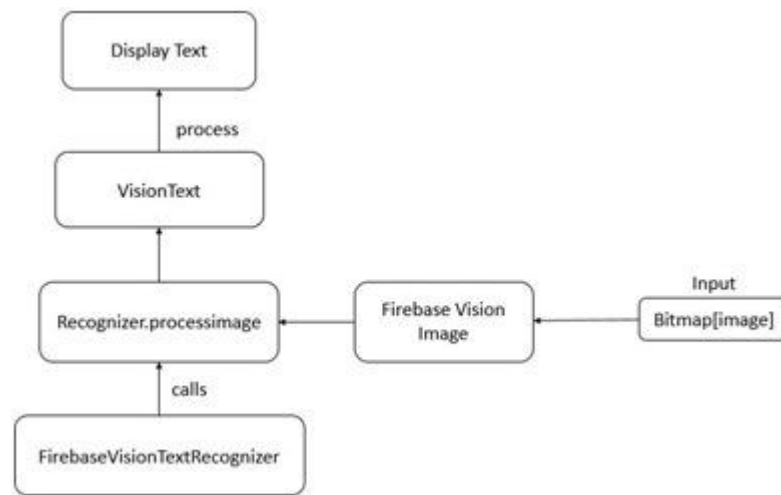 Display Text
process
VisionText
Input
Recognizer.processimage
Firebase Vision
Image
Bitmap[image]
calls
FirebaseVisionTextRecognizer